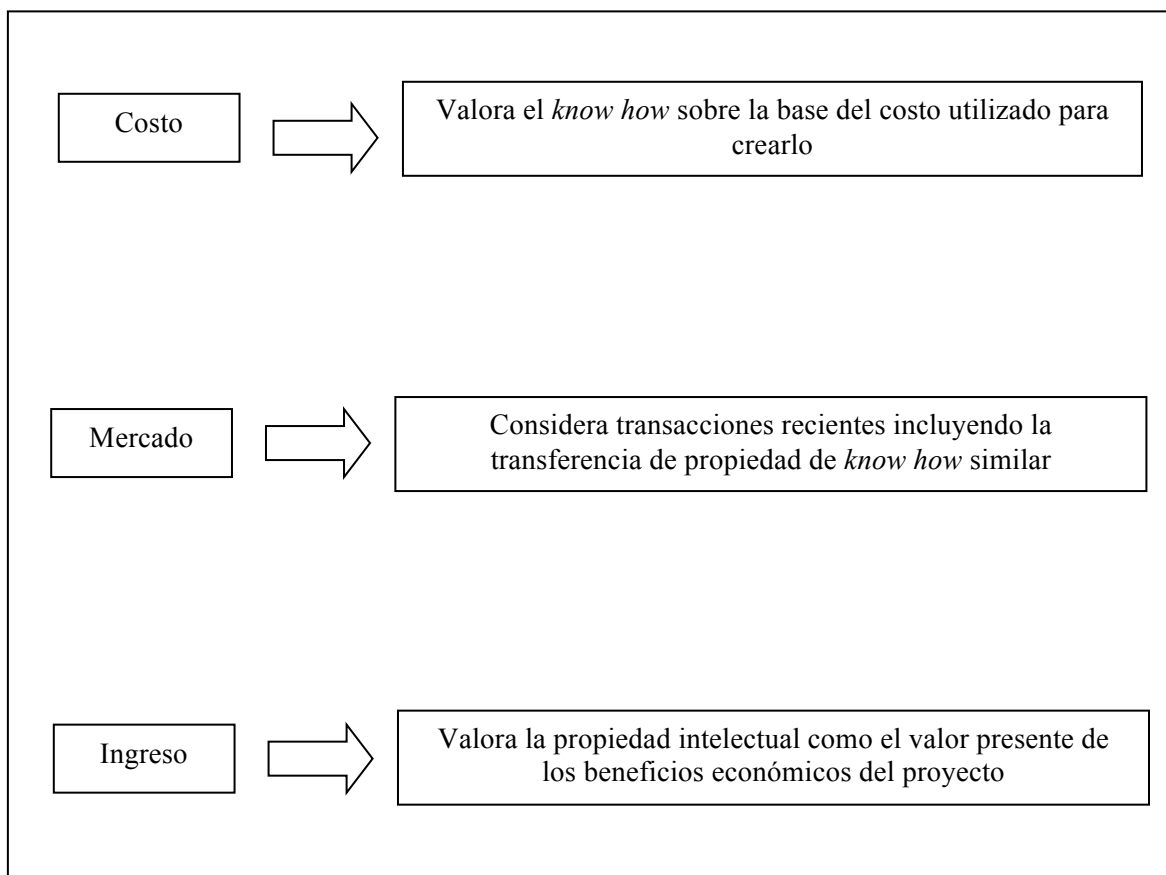 Costo
Valora el know how sobre la base del costo utilizado para
crearlo
Mercado
Considera transacciones recientes incluyendo la
transferencia de propiedad de know how similar
Ingreso
Valora la propiedad intelectual como el valor presente de
los beneficios económicos del proyecto